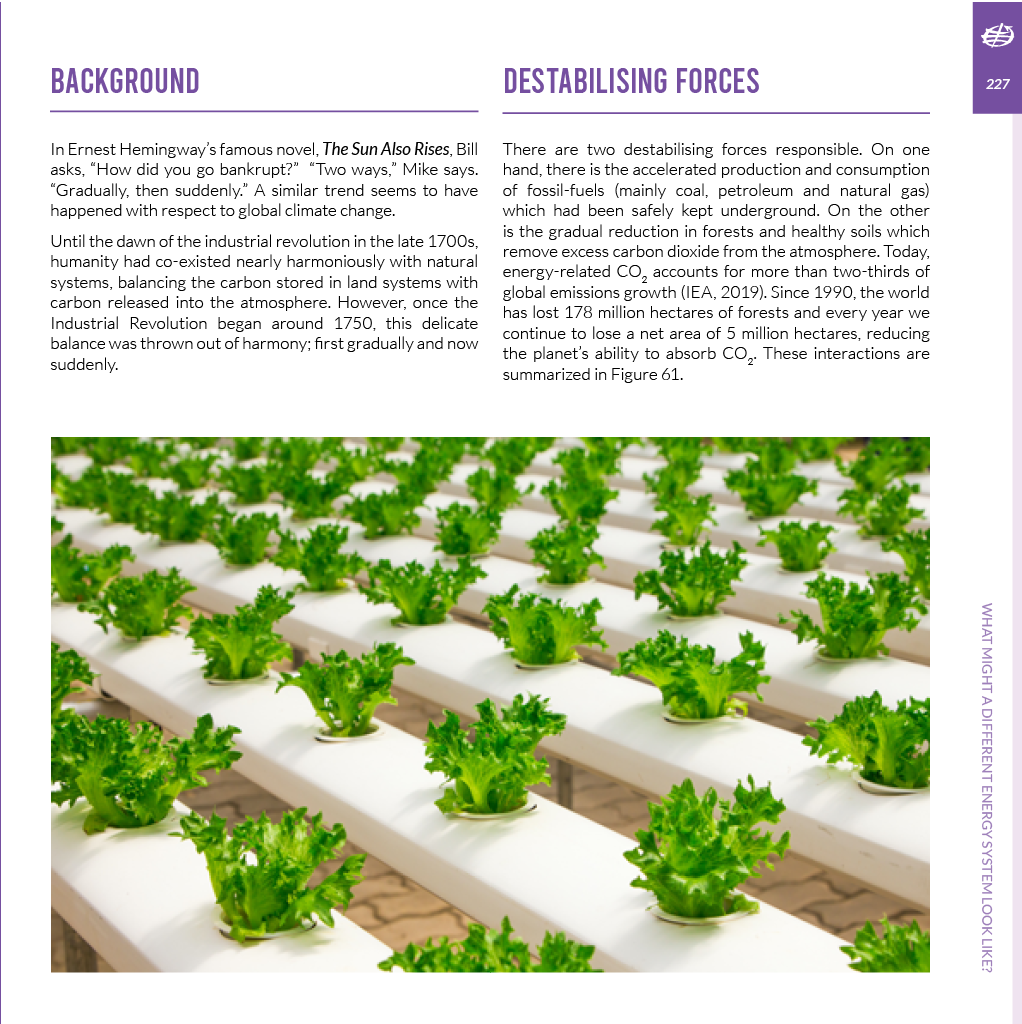 BACKGROUND
In Ernest Hemingway's famous novel, The Sun Also Rises, Bill
asks, “How did you go bankrupt?” “Two ways,” Mike says.
“Gradually, then suddenly.” A similar trend seems to have
happened with respect to global climate change.
Until the dawn of the industrial revolution in the late 1700s,
humanity had co-existed nearly harmoniously with natural
systems, balancing the carbon stored in land systems with
carbon released into the atmosphere. However, once the
Industrial Revolution began around 1750, this delicate
balance was thrown out of harmony; first gradually and now
suddenly.
DESTABILISING FORCES
There are two destabilising forces responsible. On one
hand, there is the accelerated production and consumption
of fossil-fuels (mainly coal, petroleum and natural gas)
which had been safely kept underground. On the other
is the gradual reduction in forests and healthy soils which
remove excess carbon dioxide from the atmosphere. Today,
energy-related CO₂ accounts for more than two-thirds of
global emissions growth (IEA, 2019). Since 1990, the world
has lost 178 million hectares of forests and every year we
continue to lose a net area of 5 million hectares, reducing
the planet's ability to absorb CO₂. These interactions are
summarized in Figure 61.
227
WHAT MIGHT A DIFFERENT ENERGY SYSTEM LOOK LIKE?